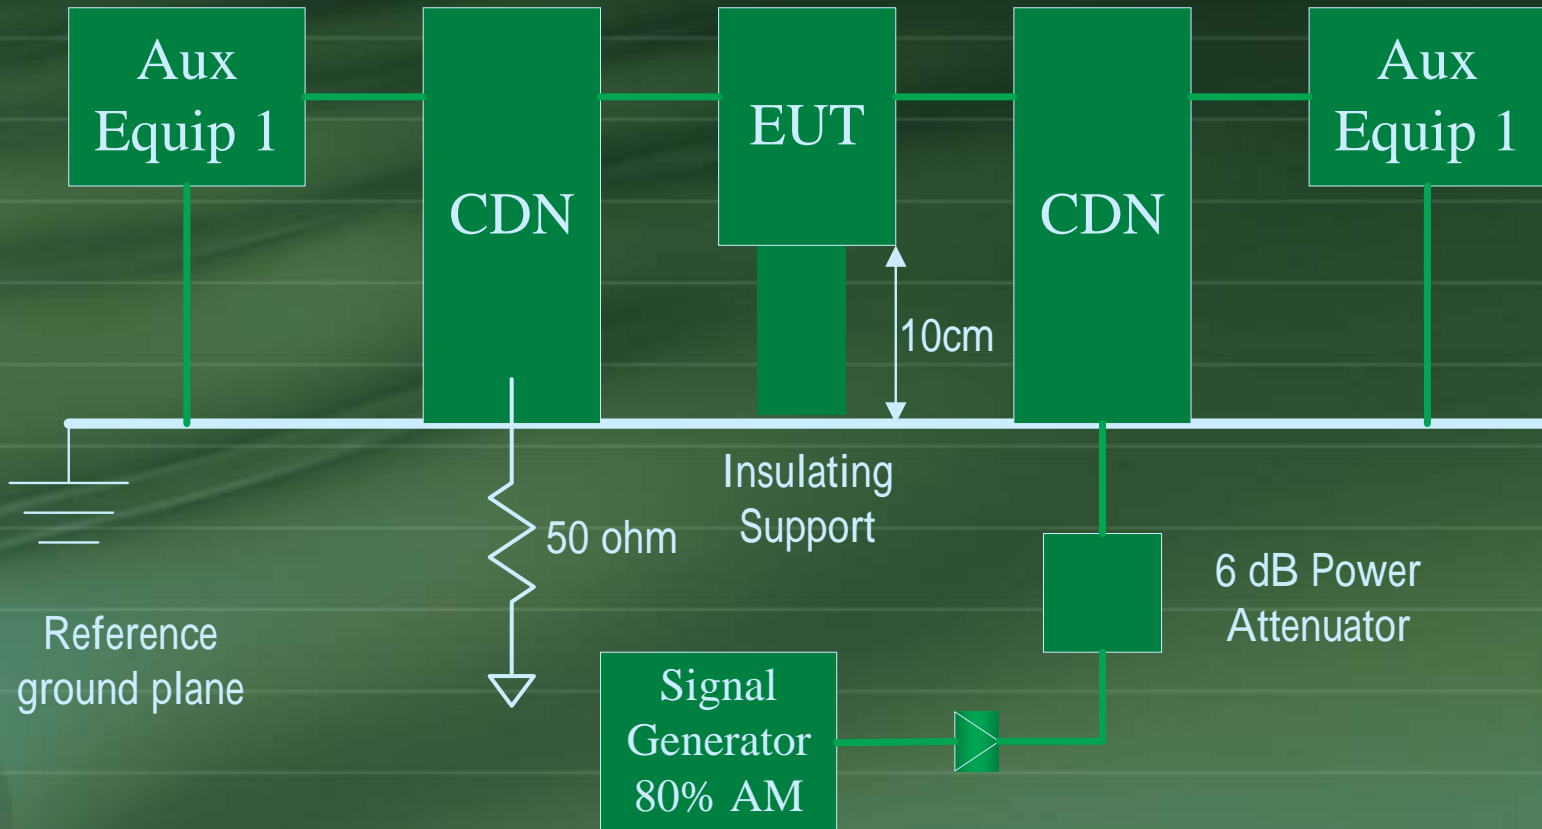 Aux
Equip 1
CDN
EUT
CDN
Aux
Equip 1
10cm
Insulating
Support
50 ohm
6 dB Power
Attenuator
Reference
ground plane
Signal
Generator
80% AM